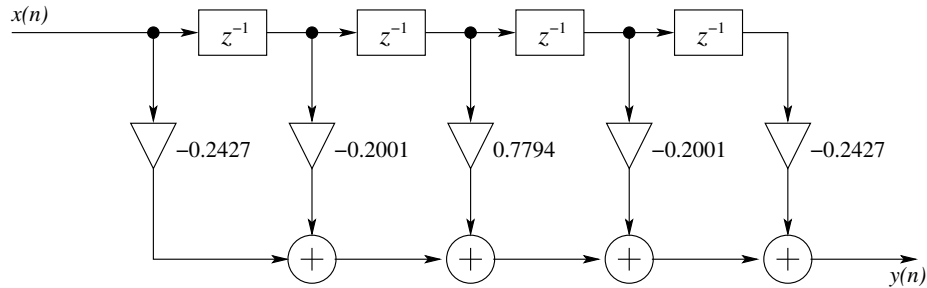 x(n)
z⁻¹ z⁻¹ z⁻¹ z⁻¹
−0.2427 −0.2001 0.7794 −0.2001 −0.2427
+ + + +
y(n)